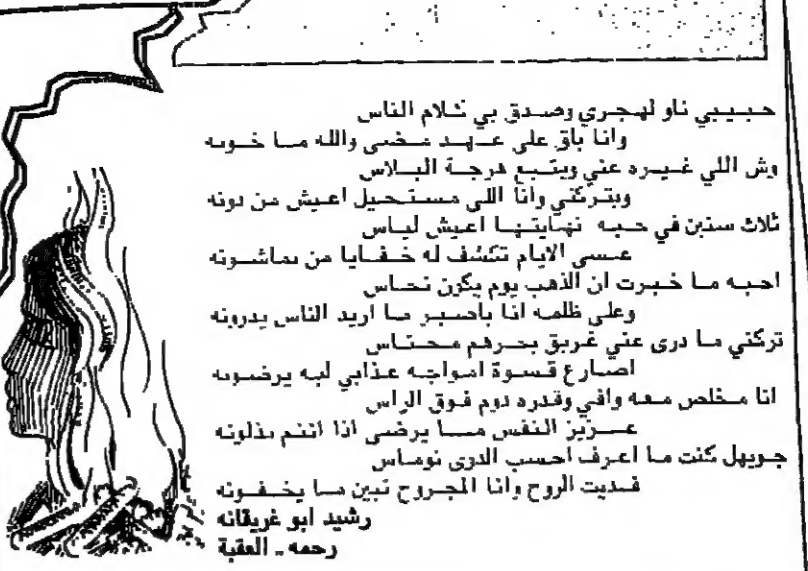 حبيبي ناو لهجري وصدق بي كلام الناس
وانا باق على عهد مضى والله ما خونه
وش اللي غيره عني ويتبع هرجة البلاس
ويتركني وانا اللي مستحيل اعيش من دونه
ثلاث سنين في حبه نهايتها اعيش لياس
عسى الايام تكشف له خفايا من يماشونه
احبه ما خبرت ان الذهب يوم يكون نحاس
وعلى ظلمه انا باصبر ما اريد الناس يدرونه
تركني ما درى عني غريق بحرهم محتاس
اصارع قسوة امواجه عذابي ليه يرضونه
انا مخلص معه وافي وقدره دوم فوق الراس
عزيز النفس ما يرضى اذا انتم تذلونه
جويهل كنت ما اعرف احسب الدرى نوماس
فديت الروح وانا المجروح تبين ما يخفونه
رشيد ابو غريقانه
رحمه - العقبة